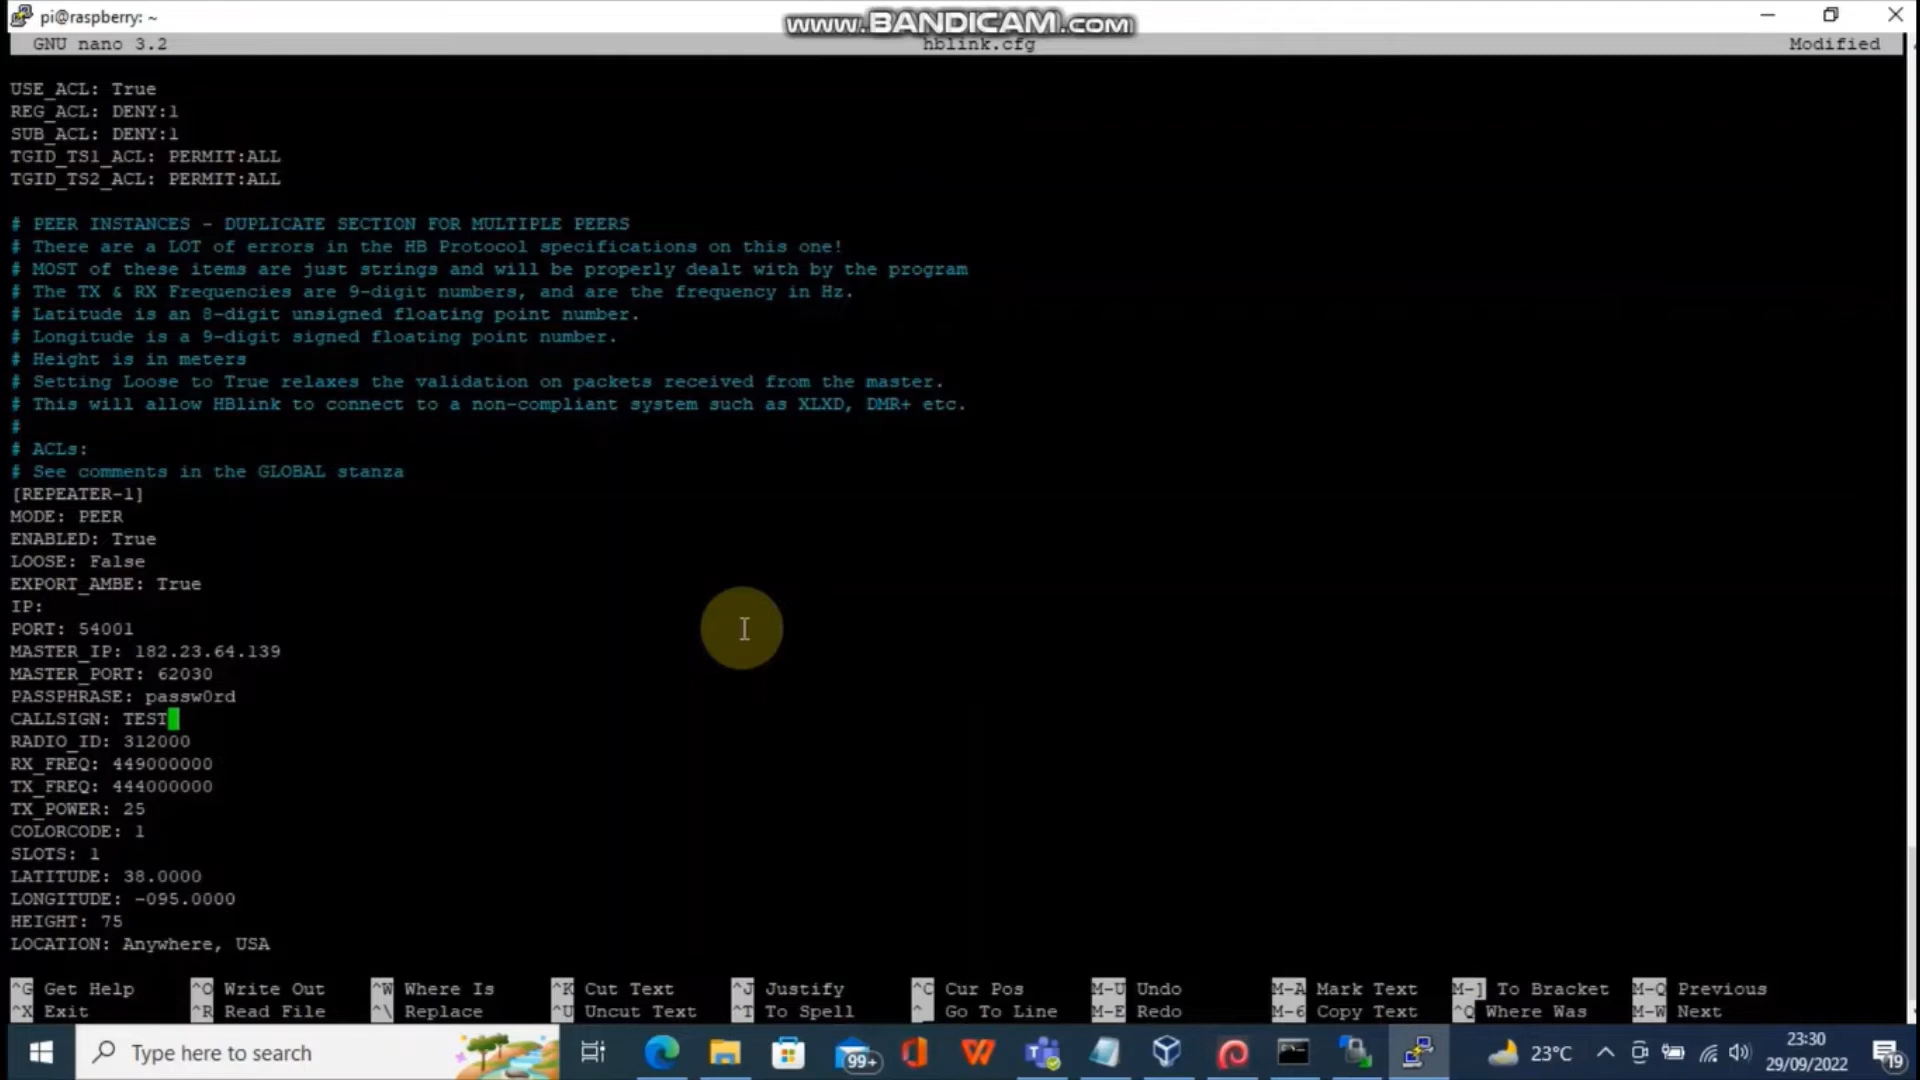 pi@raspberry: ~
www.BANDICAM.com
GNU nano 3.2 hblink.cfg Modified
USE_ACL: True
REG_ACL: DENY:1
SUB_ACL: DENY:1
TGID_TS1_ACL: PERMIT:ALL
TGID_TS2_ACL: PERMIT:ALL
# PEER INSTANCES - DUPLICATE SECTION FOR MULTIPLE PEERS
# There are a LOT of errors in the HB Protocol specifications on this one!
# MOST of these items are just strings and will be properly dealt with by the program
# The TX & RX Frequencies are 9-digit numbers, and are the frequency in Hz.
# Latitude is an 8-digit unsigned floating point number.
# Longitude is a 9-digit signed floating point number.
# Height is in meters
# Setting Loose to True relaxes the validation on packets received from the master.
# This will allow HBlink to connect to a non-compliant system such as XLXD, DMR+ etc.
#
# ACLs:
# See comments in the GLOBAL stanza
[REPEATER-1]
MODE: PEER
ENABLED: True
LOOSE: False
EXPORT_AMBE: True
IP:
PORT: 54001
MASTER_IP: 182.23.64.139
MASTER_PORT: 62030
PASSPHRASE: passw0rd
CALLSIGN: TEST
RADIO_ID: 312000
RX_FREQ: 449000000
TX_FREQ: 444000000
TX_POWER: 25
COLORCODE: 1
SLOTS: 1
LATITUDE: 38.0000
LONGITUDE: -095.0000
HEIGHT: 75
LOCATION: Anywhere, USA
^G Get Help ^O Write Out ^W Where Is ^K Cut Text ^J Justify ^C Cur Pos M-U Undo M-A Mark Text M-] To Bracket M-Q Previous
^X Exit ^R Read File ^\ Replace ^U Uncut Text ^T To Spell ^_ Go To Line M-E Redo M-6 Copy Text ^Q Where Was M-W Next
Type here to search 99+ 23°C 23:30
29/09/2022 19